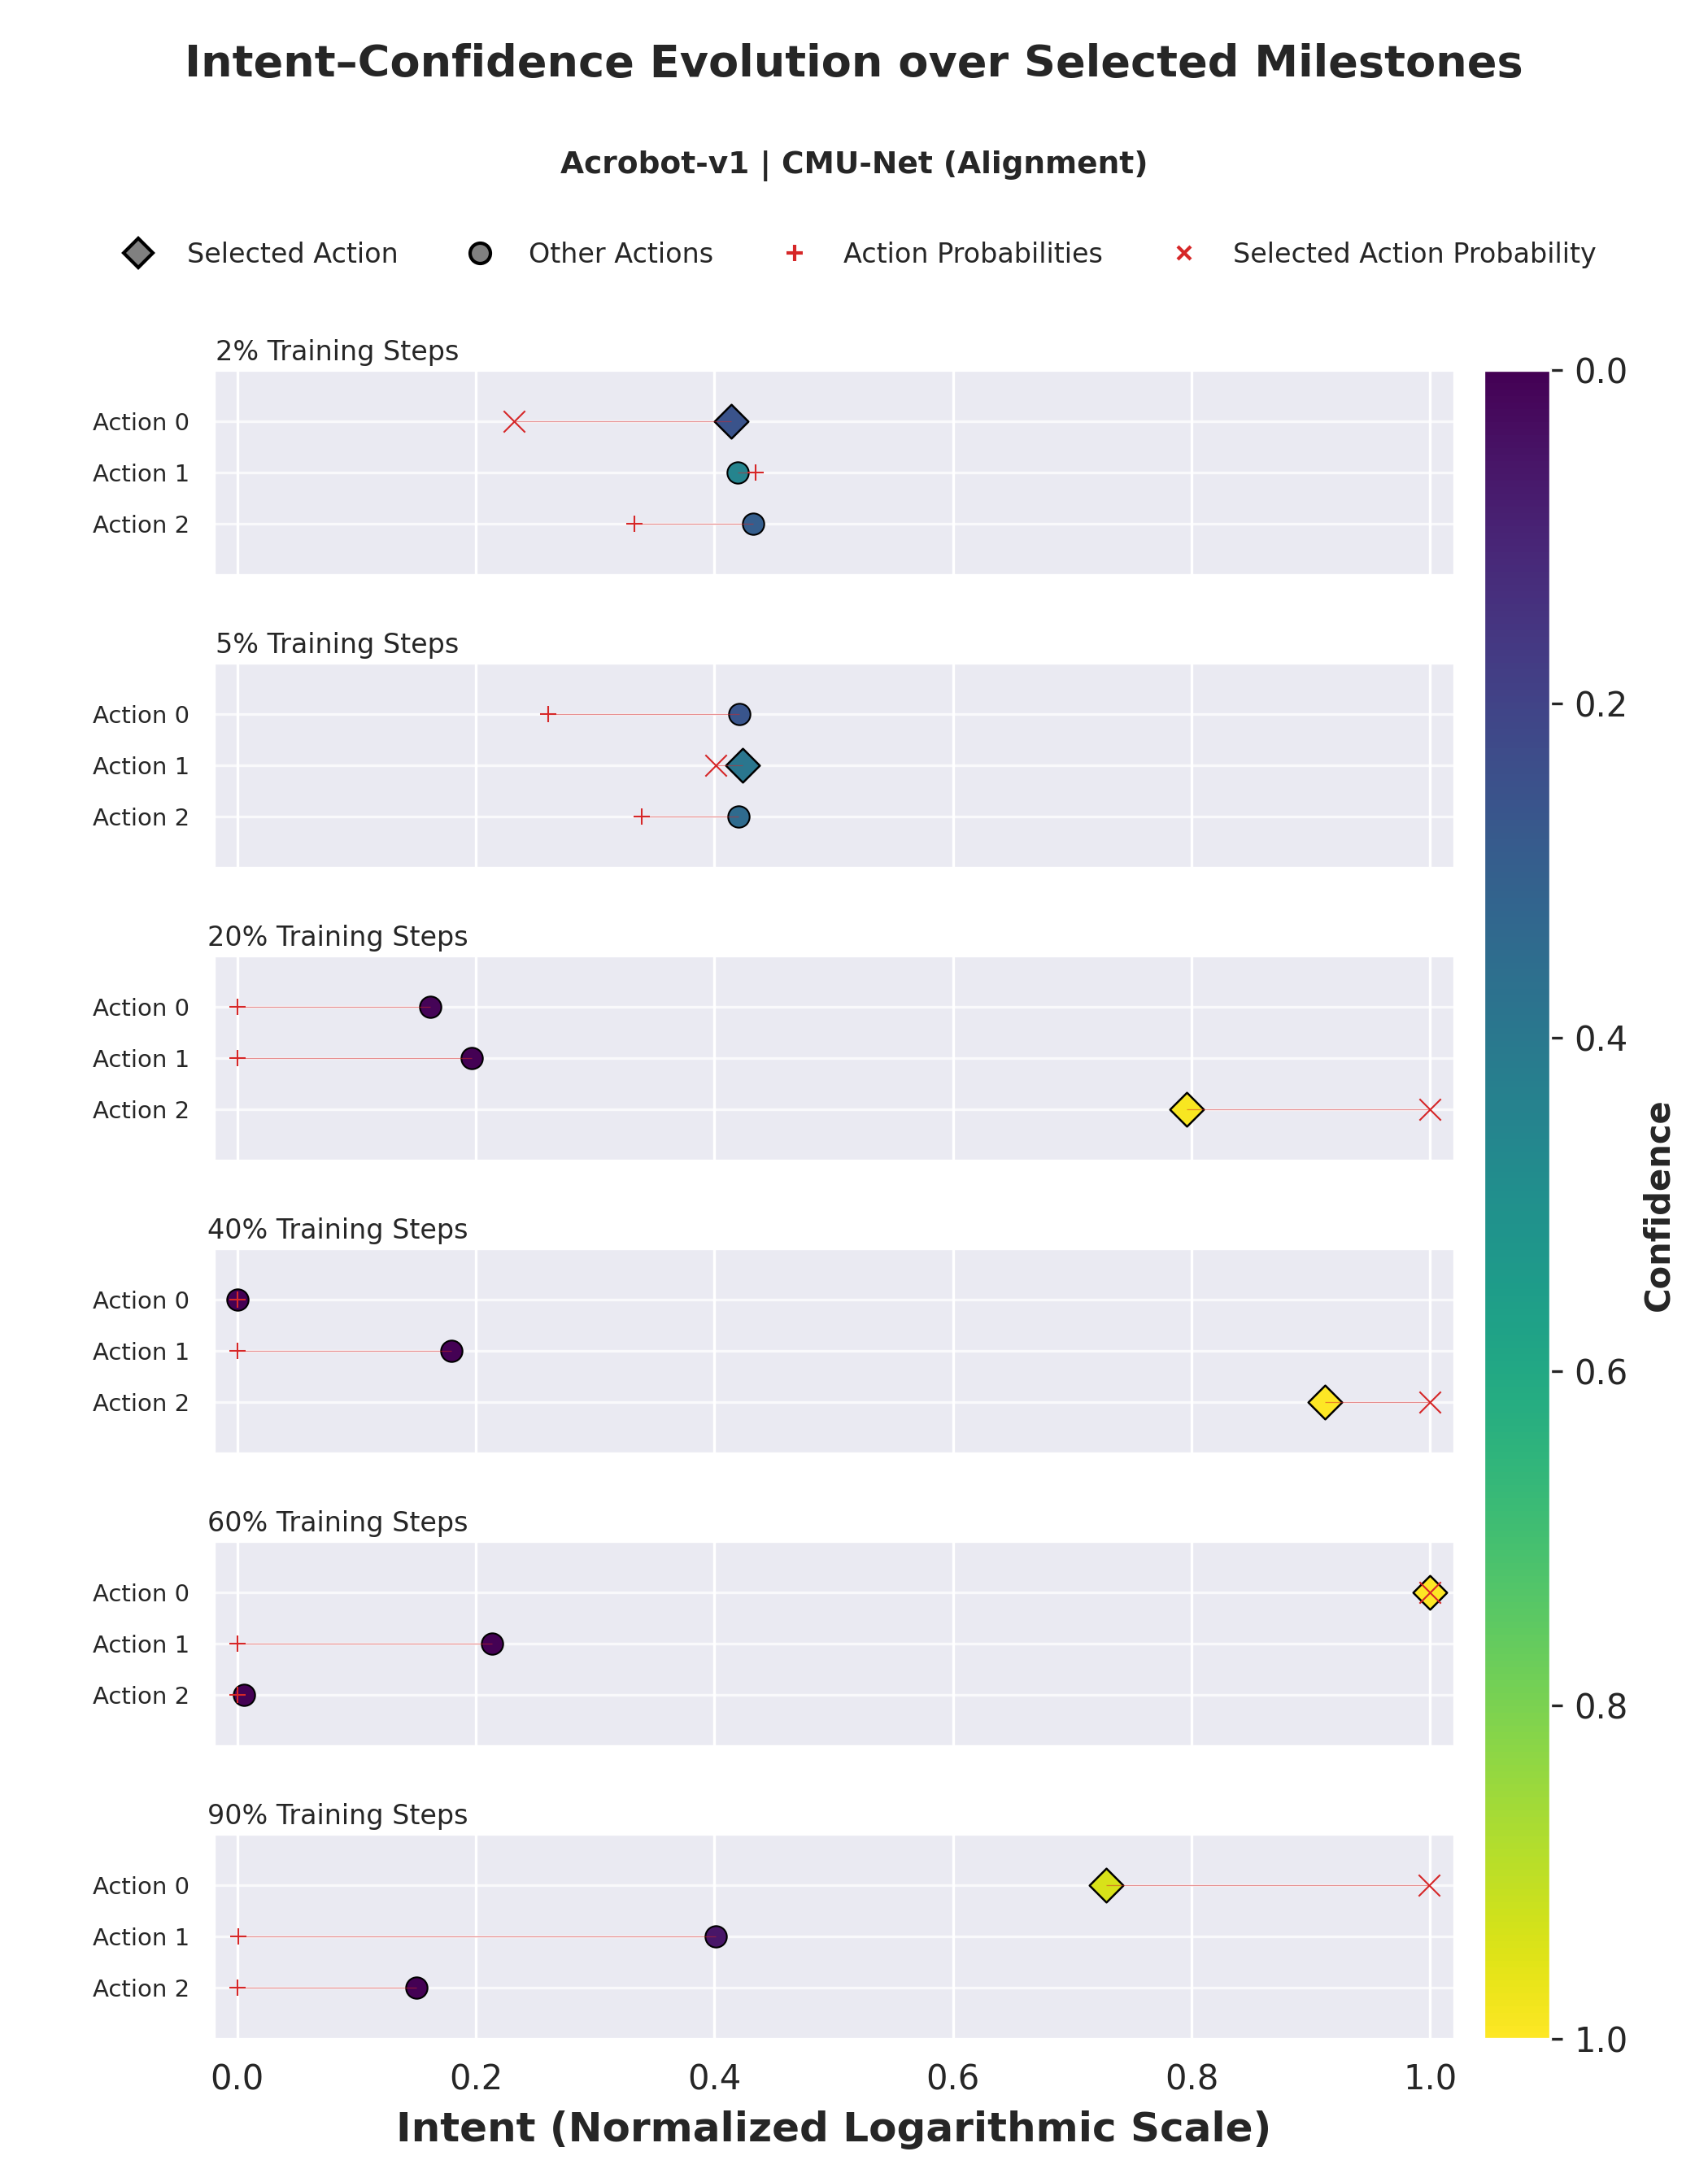 Intent–Confidence Evolution over Selected Milestones
Acrobot-v1 | CMU-Net (Alignment)
Selected Action Other Actions Action Probabilities Selected Action Probability
2% Training Steps
Action 0
Action 1
Action 2
5% Training Steps
Action 0
Action 1
Action 2
20% Training Steps
Action 0
Action 1
Action 2
40% Training Steps
Action 0
Action 1
Action 2
60% Training Steps
Action 0
Action 1
Action 2
90% Training Steps
Action 0
Action 1
Action 2
0.0 0.2 0.4 0.6 0.8 1.0
Intent (Normalized Logarithmic Scale)
0.0
0.2
0.4
0.6
0.8
1.0
Confidence